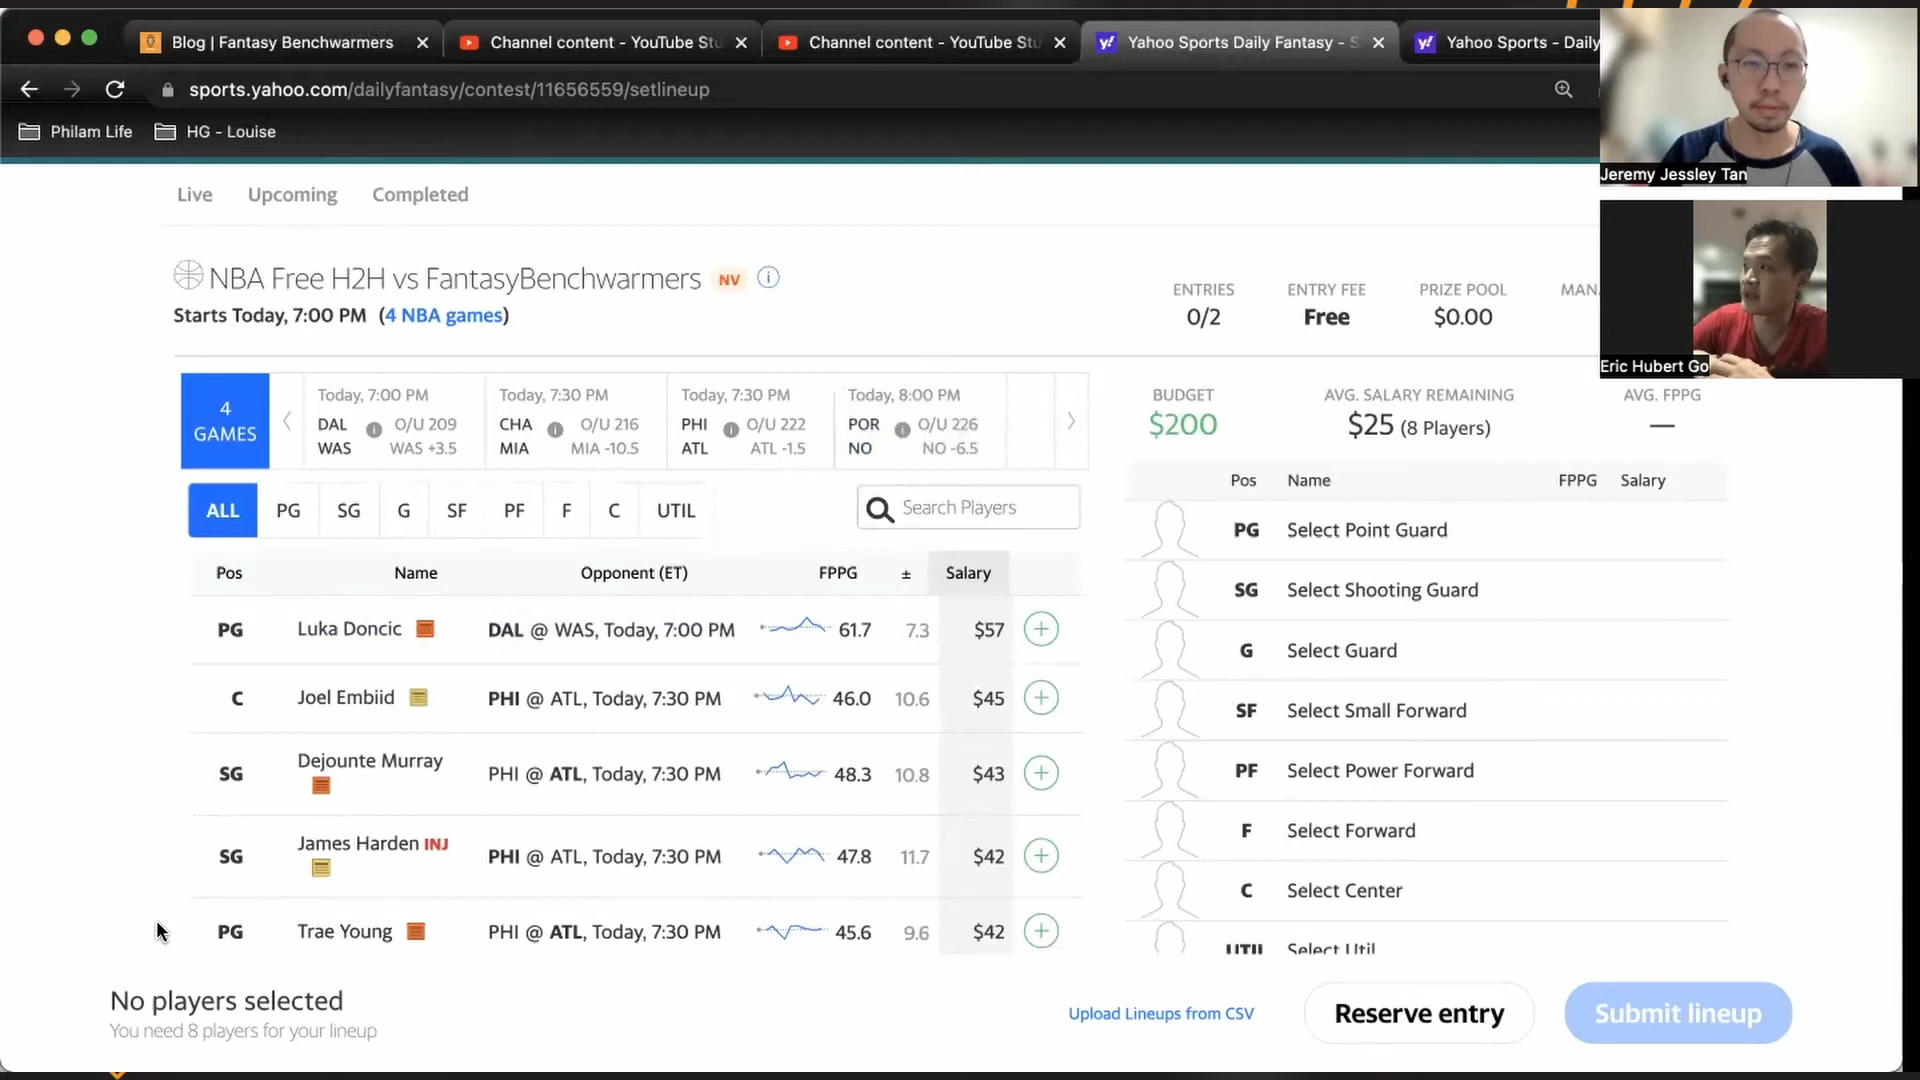 Blog | Fantasy Benchwarmers
Channel content - YouTube Stu
Channel content - YouTube Stu
Yahoo Sports Daily Fantasy - S
Yahoo Sports - Daily
sports.yahoo.com/dailyfantasy/contest/11656559/setlineup
Philam Life HG - Louise
Jeremy Jessley Tan
Eric Hubert Go
Live Upcoming Completed
NBA Free H2H vs FantasyBenchwarmers NV
Starts Today, 7:00 PM (4 NBA games)
ENTRIES ENTRY FEE PRIZE POOL MAN
0/2 Free $0.00
4 GAMES
Today, 7:00 PM
DAL O/U 209
WAS WAS +3.5
Today, 7:30 PM
CHA O/U 216
MIA MIA -10.5
Today, 7:30 PM
PHI O/U 222
ATL ATL -1.5
Today, 8:00 PM
POR O/U 226
NO NO -6.5
BUDGET AVG. SALARY REMAINING AVG. FPPG
$200 $25 (8 Players) —
ALL PG SG G SF PF F C UTIL
Search Players
Pos Name Opponent (ET) FPPG ± Salary
PG Luka Doncic DAL @ WAS, Today, 7:00 PM 61.7 7.3 $57
C Joel Embiid PHI @ ATL, Today, 7:30 PM 46.0 10.6 $45
SG Dejounte Murray PHI @ ATL, Today, 7:30 PM 48.3 10.8 $43
SG James Harden INJ PHI @ ATL, Today, 7:30 PM 47.8 11.7 $42
PG Trae Young PHI @ ATL, Today, 7:30 PM 45.6 9.6 $42
Pos Name FPPG Salary
PG Select Point Guard
SG Select Shooting Guard
G Select Guard
SF Select Small Forward
PF Select Power Forward
F Select Forward
C Select Center
UTIL Select Util
No players selected
You need 8 players for your lineup
Upload Lineups from CSV
Reserve entry
Submit lineup